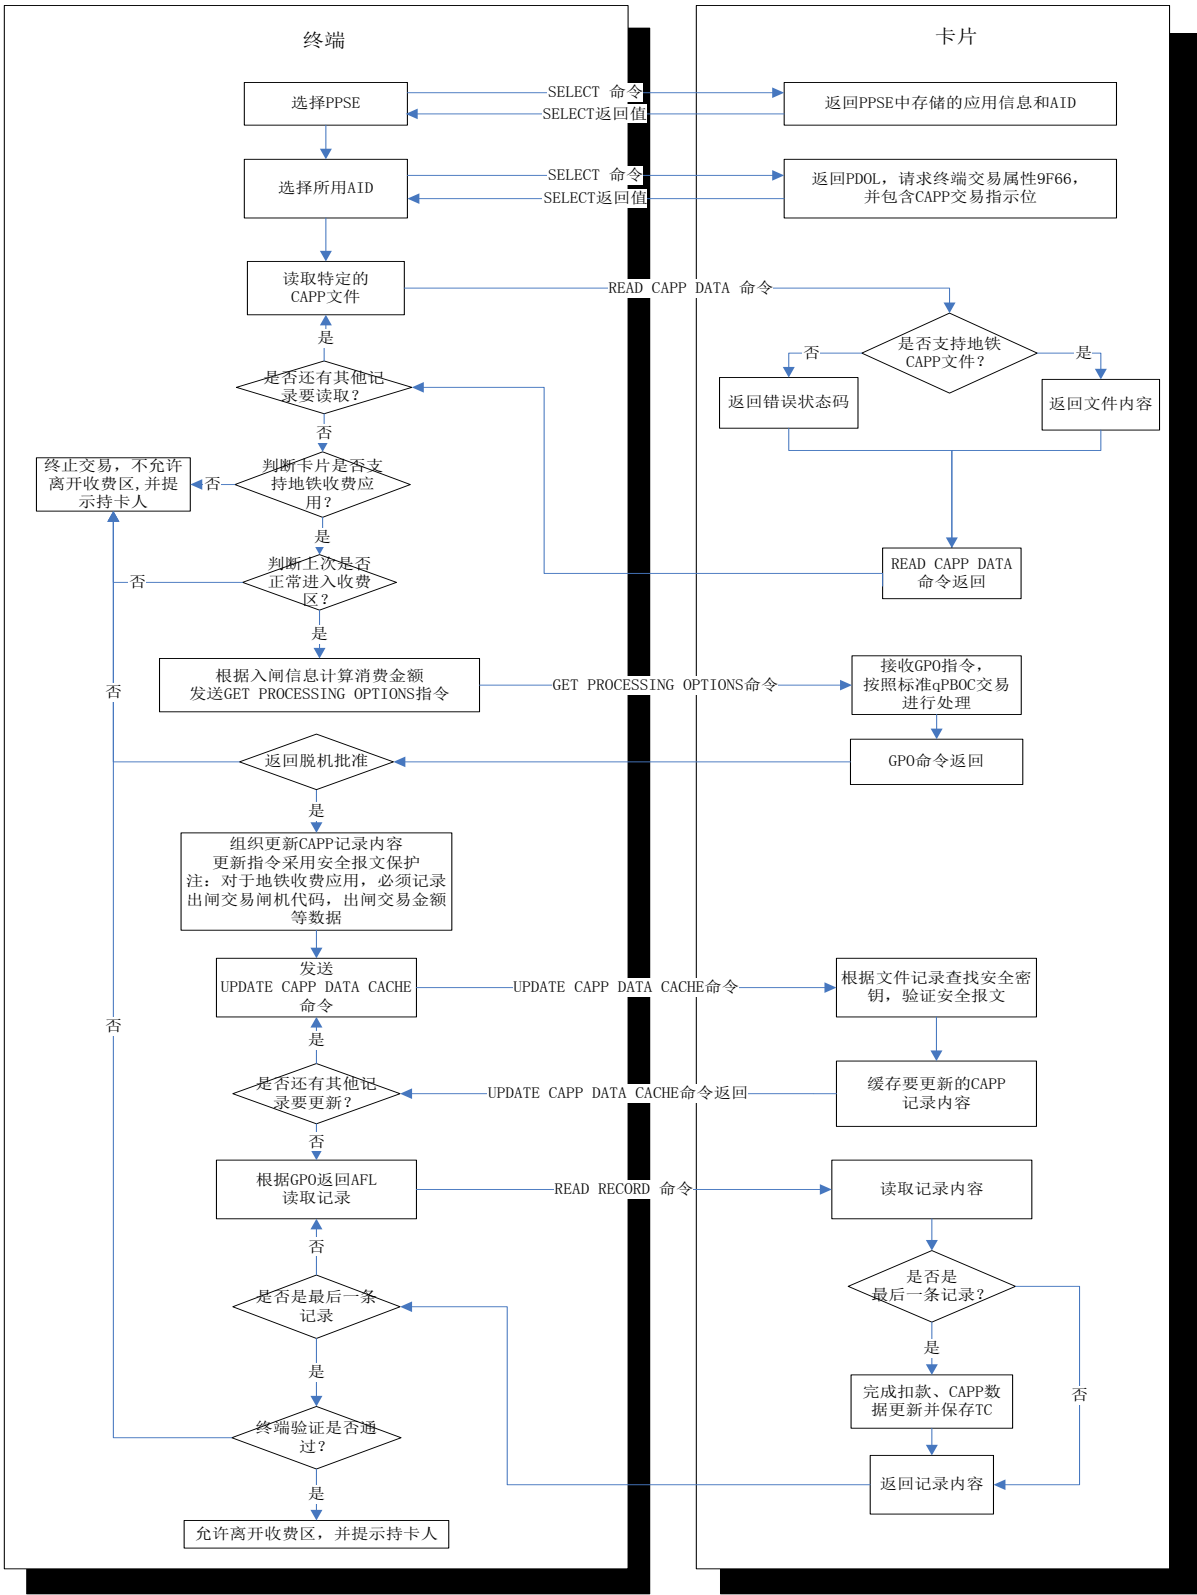 终端
卡片
选择PPSE
SELECT 命令
SELECT返回值
返回PPSE中存储的应用信息和AID
选择所用AID
SELECT 命令
SELECT返回值
返回PDOL，请求终端交易属性9F66，
并包含CAPP交易指示位
读取特定的
CAPP文件
READ CAPP DATA 命令
是否支持地铁
CAPP文件？
否
是
返回错误状态码
返回文件内容
是
是否还有其他记
录要读取？
否
终止交易，不允许
离开收费区,并提
示持卡人
否
判断卡片是否支
持地铁收费应
用？
是
READ CAPP DATA
命令返回
判断上次是否
正常进入收费
区？
否
是
根据入闸信息计算消费金额
发送GET PROCESSING OPTIONS指令
GET PROCESSING OPTIONS命令
接收GPO指令，
按照标准qPBOC交易
进行处理
否
返回脱机批准
GPO命令返回
是
组织更新CAPP记录内容
更新指令采用安全报文保护
注：对于地铁收费应用，必须记录
出闸交易闸机代码，出闸交易金额
等数据
发送
UPDATE CAPP DATA CACHE
命令
UPDATE CAPP DATA CACHE命令
根据文件记录查找安全密
钥，验证安全报文
否
是
是否还有其他记
录要更新？
UPDATE CAPP DATA CACHE命令返回
缓存要更新的CAPP
记录内容
否
根据GPO返回AFL
读取记录
READ RECORD 命令
读取记录内容
否
是否是最后一条
记录
是否是
最后一条记录？
是
是
否
完成扣款、CAPP数
据更新并保存TC
终端验证是否通
过？
返回记录内容
是
允许离开收费区，并提示持卡人